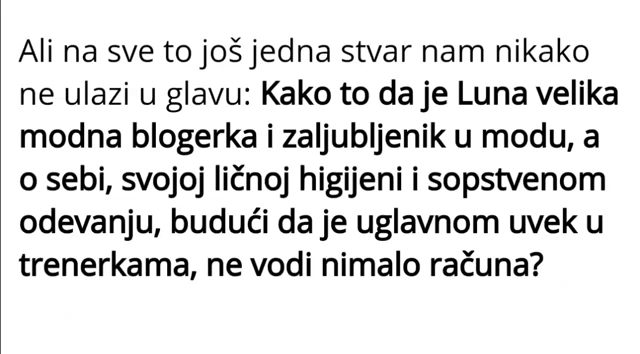 Ali na sve to još jedna stvar nam nikako
ne ulazi u glavu: Kako to da je Luna velika
modna blogerka i zaljubljenik u modu, a
o sebi, svojoj ličnoj higijeni i sopstvenom
odevanju, budući da je uglavnom uvek u
trenerkama, ne vodi nimalo računa?